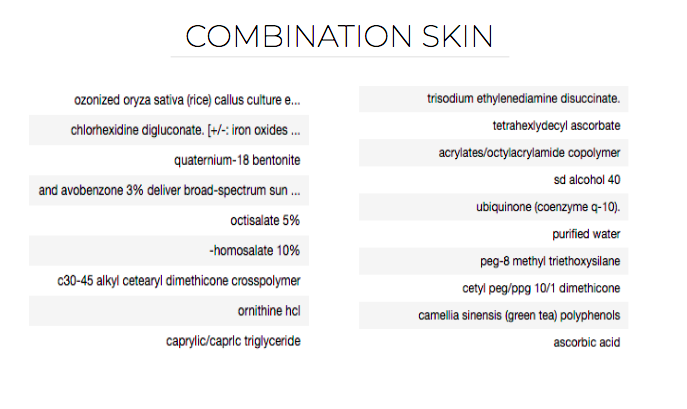 COMBINATION SKIN
ozonized oryza sativa (rice) callus culture e...
chlorhexidine digluconate. [+/-: iron oxides ...
quaternium-18 bentonite
and avobenzone 3% deliver broad-spectrum sun ...
octisalate 5%
-homosalate 10%
c30-45 alkyl cetearyl dimethicone crosspolymer
ornithine hcl
caprylic/caprlc triglyceride
trisodium ethylenediamine disuccinate.
tetrahexlydecyl ascorbate
acrylates/octylacrylamide copolymer
sd alcohol 40
ubiquinone (coenzyme q-10).
purified water
peg-8 methyl triethoxysilane
cetyl peg/ppg 10/1 dimethicone
camellia sinensis (green tea) polyphenols
ascorbic acid